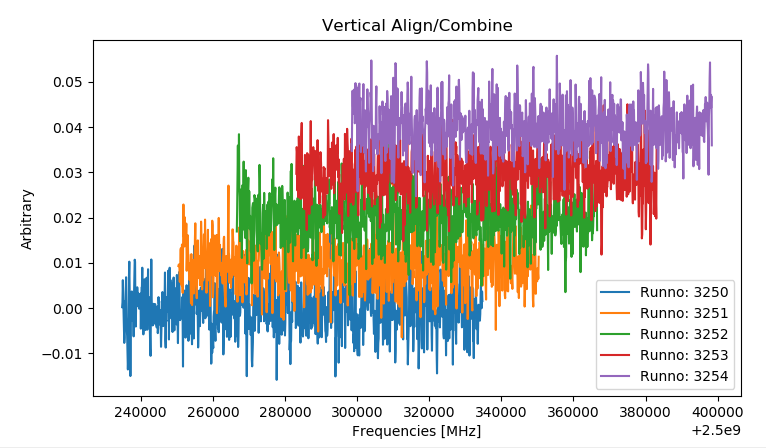 Vertical Align/Combine
Arbitrary
0.05
0.04
0.03
0.02
0.01
0.00
−0.01
Runno: 3250
Runno: 3251
Runno: 3252
Runno: 3253
Runno: 3254
240000 260000 280000 300000 320000 340000 360000 380000 400000
Frequencies [MHz]
+2.5e9